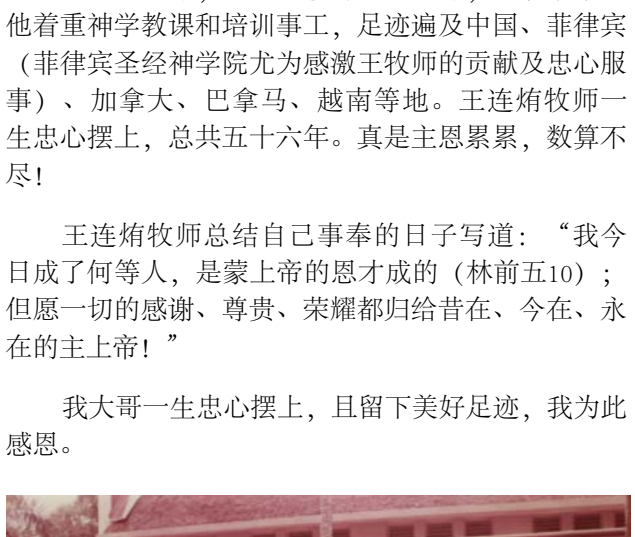 他着重神学教课和培训事工，足迹遍及中国、菲律宾
（菲律宾圣经神学院尤为感激王牧师的贡献及忠心服
事）、加拿大、巴拿马、越南等地。王连烠牧师一
生忠心摆上，总共五十六年。真是主恩累累，数算不
尽！
王连烠牧师总结自己事奉的日子写道：“我今
日成了何等人，是蒙上帝的恩才成的（林前五10）；
但愿一切的感谢、尊贵、荣耀都归给昔在、今在、永
在的主上帝！”
我大哥一生忠心摆上，且留下美好足迹，我为此
感恩。